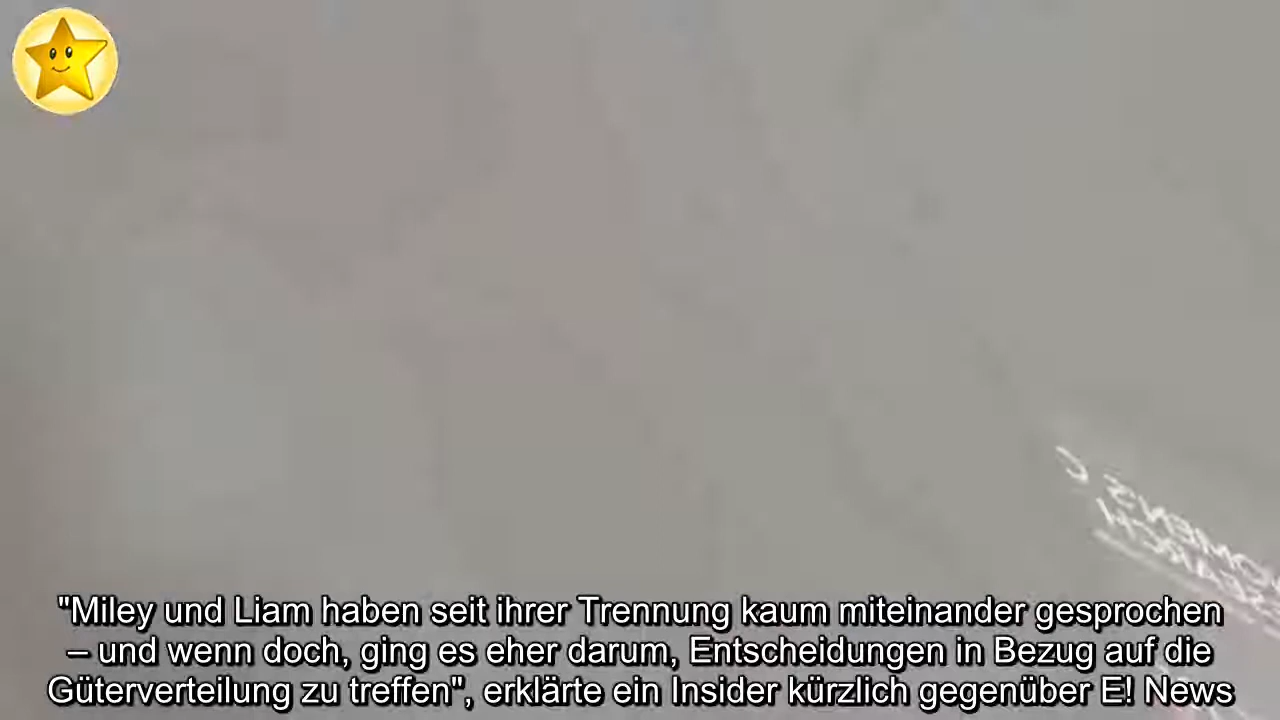 "Miley und Liam haben seit ihrer Trennung kaum miteinander gesprochen
– und wenn doch, ging es eher darum, Entscheidungen in Bezug auf die
Güterverteilung zu treffen", erklärte ein Insider kürzlich gegenüber E! News